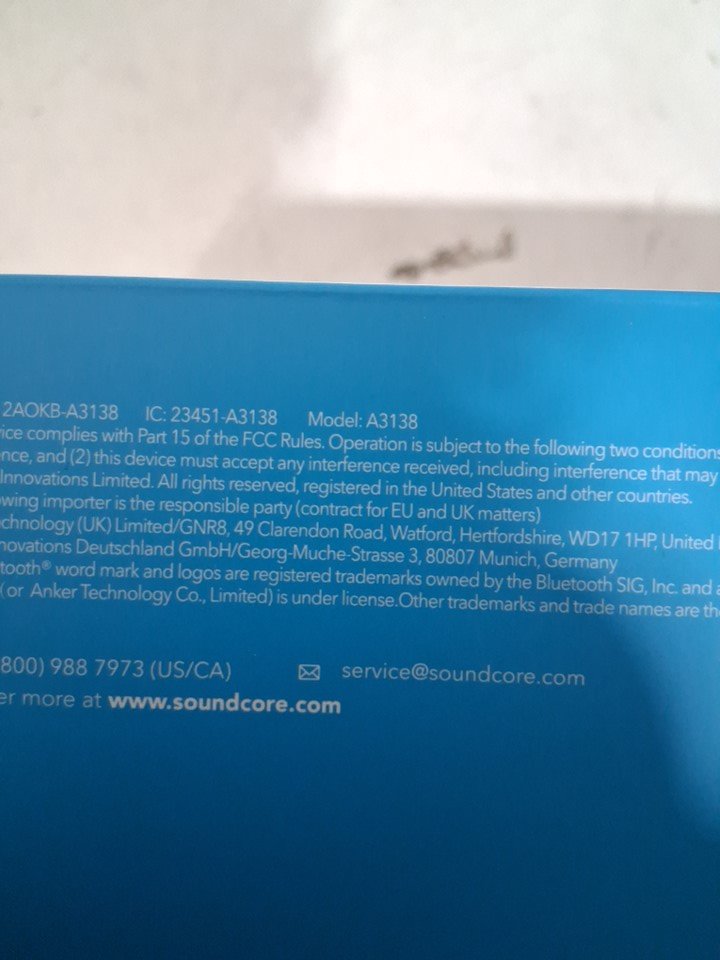 2AOKB-A3138 IC: 23451-A3138 Model: A3138
ice complies with Part 15 of the FCC Rules. Operation is subject to the following two conditions
ence, and (2) this device must accept any interference received, including interference that may
Innovations Limited. All rights reserved, registered in the United States and other countries.
wing importer is the responsible party (contract for EU and UK matters)
chnology (UK) Limited/GNR8, 49 Clarendon Road, Watford, Hertfordshire, WD17 1HP, United
novations Deutschland GmbH/Georg-Muche-Strasse 3, 80807 Munich, Germany
tooth® word mark and logos are registered trademarks owned by the Bluetooth SIG, Inc. and
(or Anker Technology Co., Limited) is under license.Other trademarks and trade names are
800) 988 7973 (US/CA) service@soundcore.com
er more at www.soundcore.com